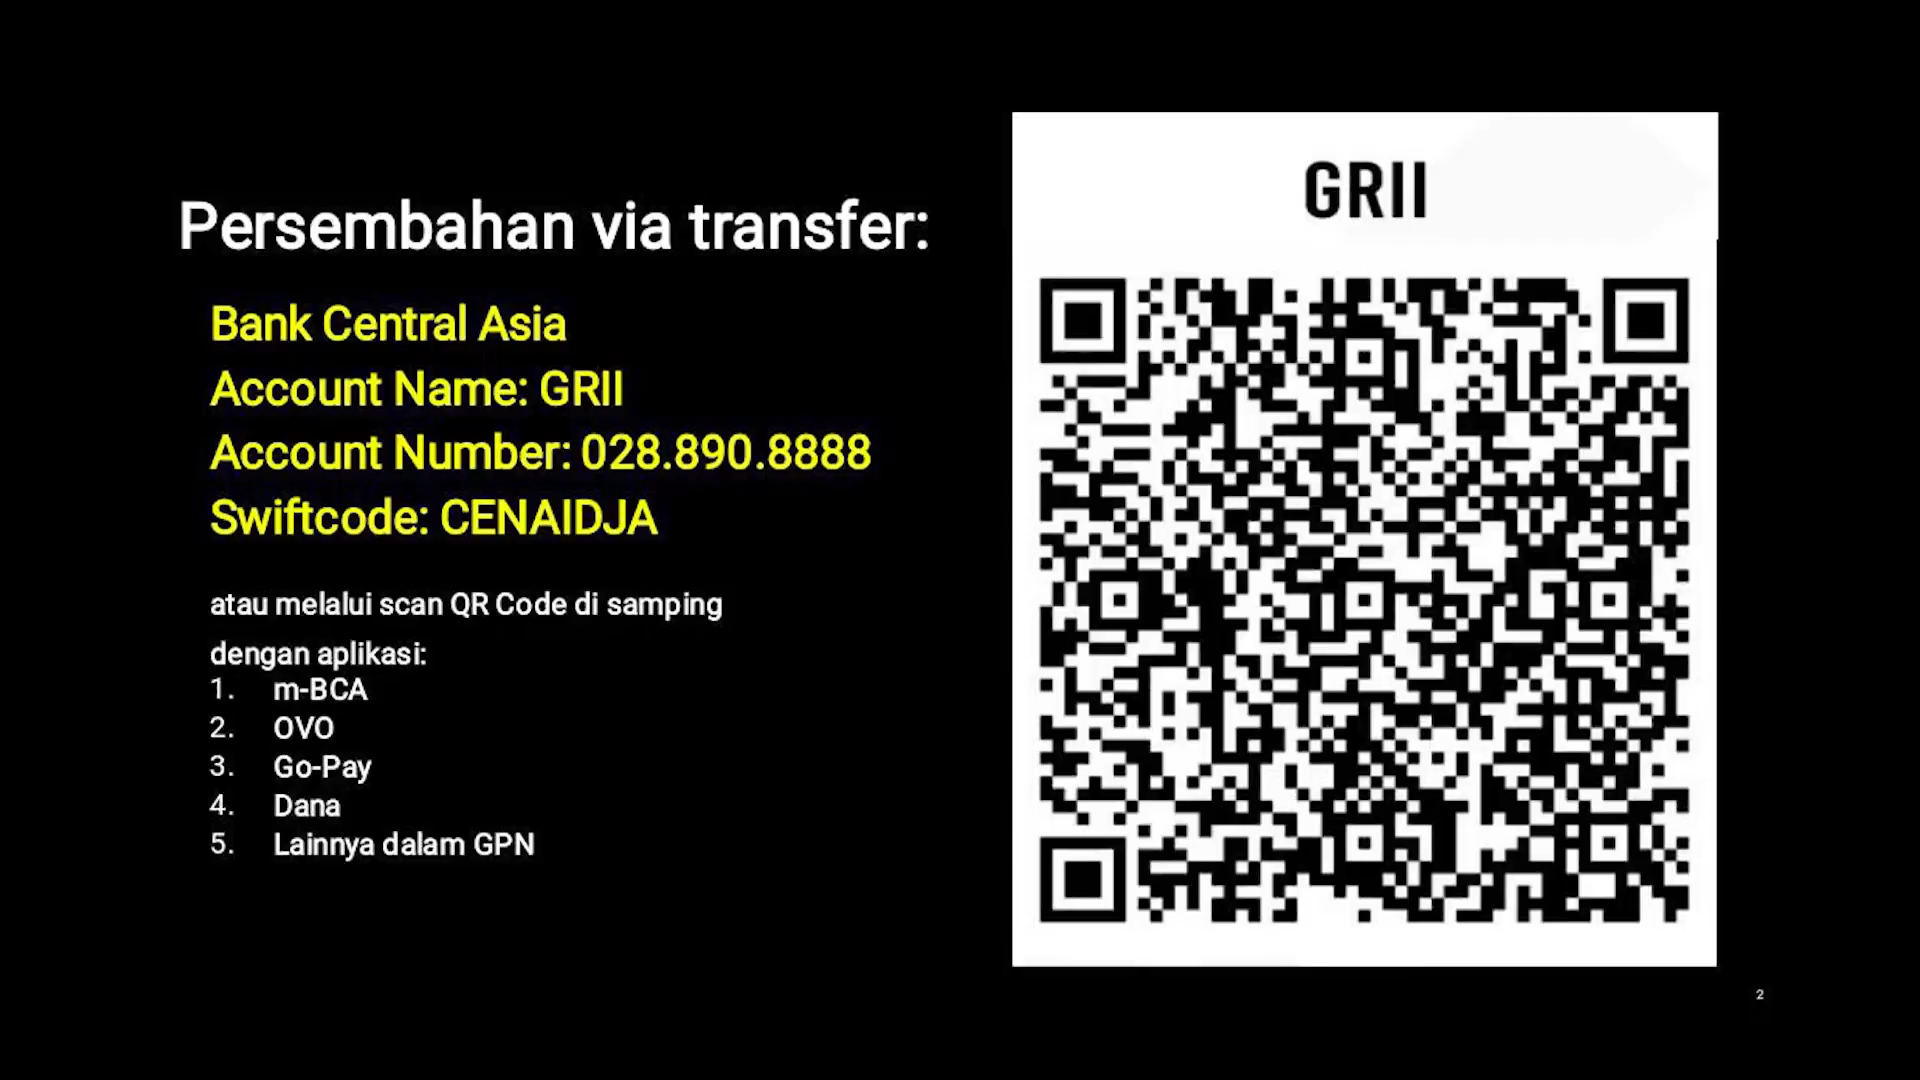 Persembahan via transfer:
Bank Central Asia
Account Name: GRII
Account Number: 028.890.8888
Swiftcode: CENAIDJA
atau melalui scan QR Code di samping
dengan aplikasi:
1. m-BCA
2. OVO
3. Go-Pay
4. Dana
5. Lainnya dalam GPN
GRII
2